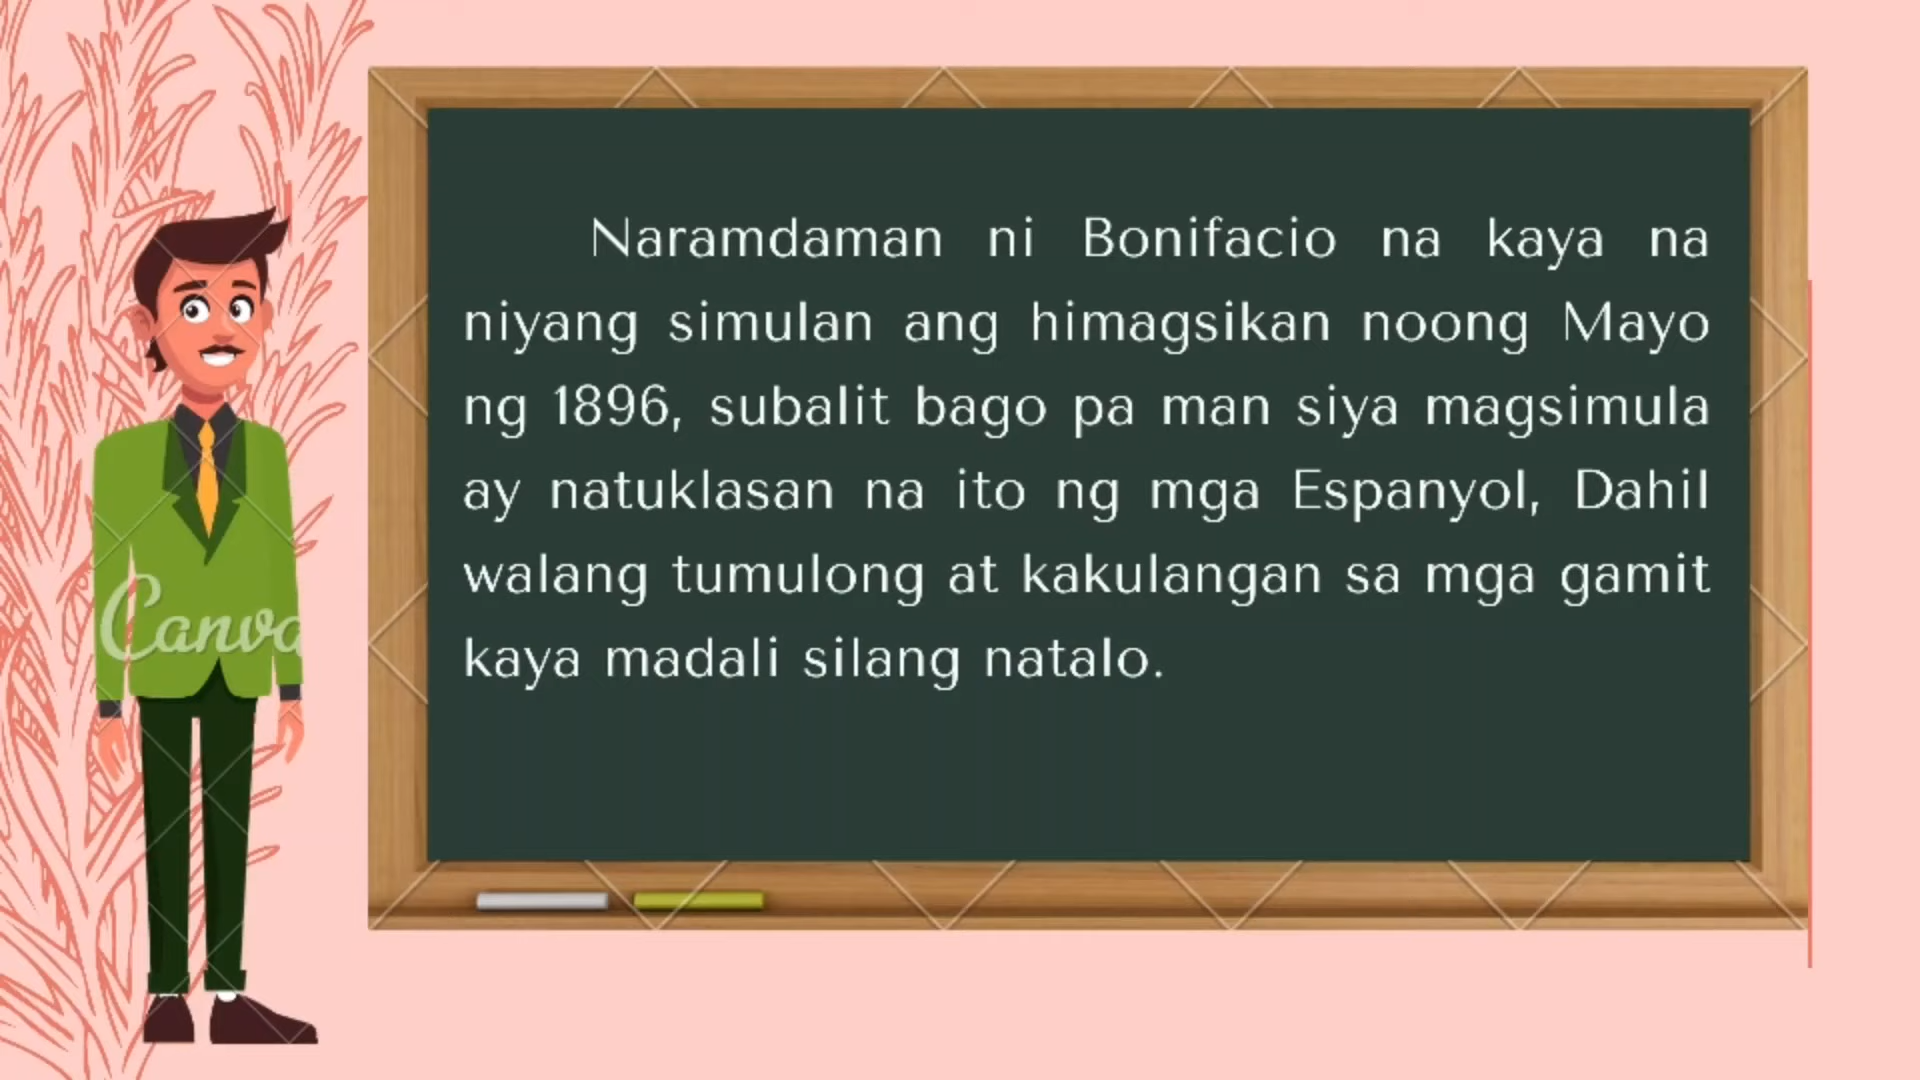 Naramdaman ni Bonifacio na kaya na
niyang simulan ang himagsikan noong Mayo
ng 1896, subalit bago pa man siya magsimula
ay natuklasan na ito ng mga Espanyol, Dahil
walang tumulong at kakulangan sa mga gamit
kaya madali silang natalo.
Canva